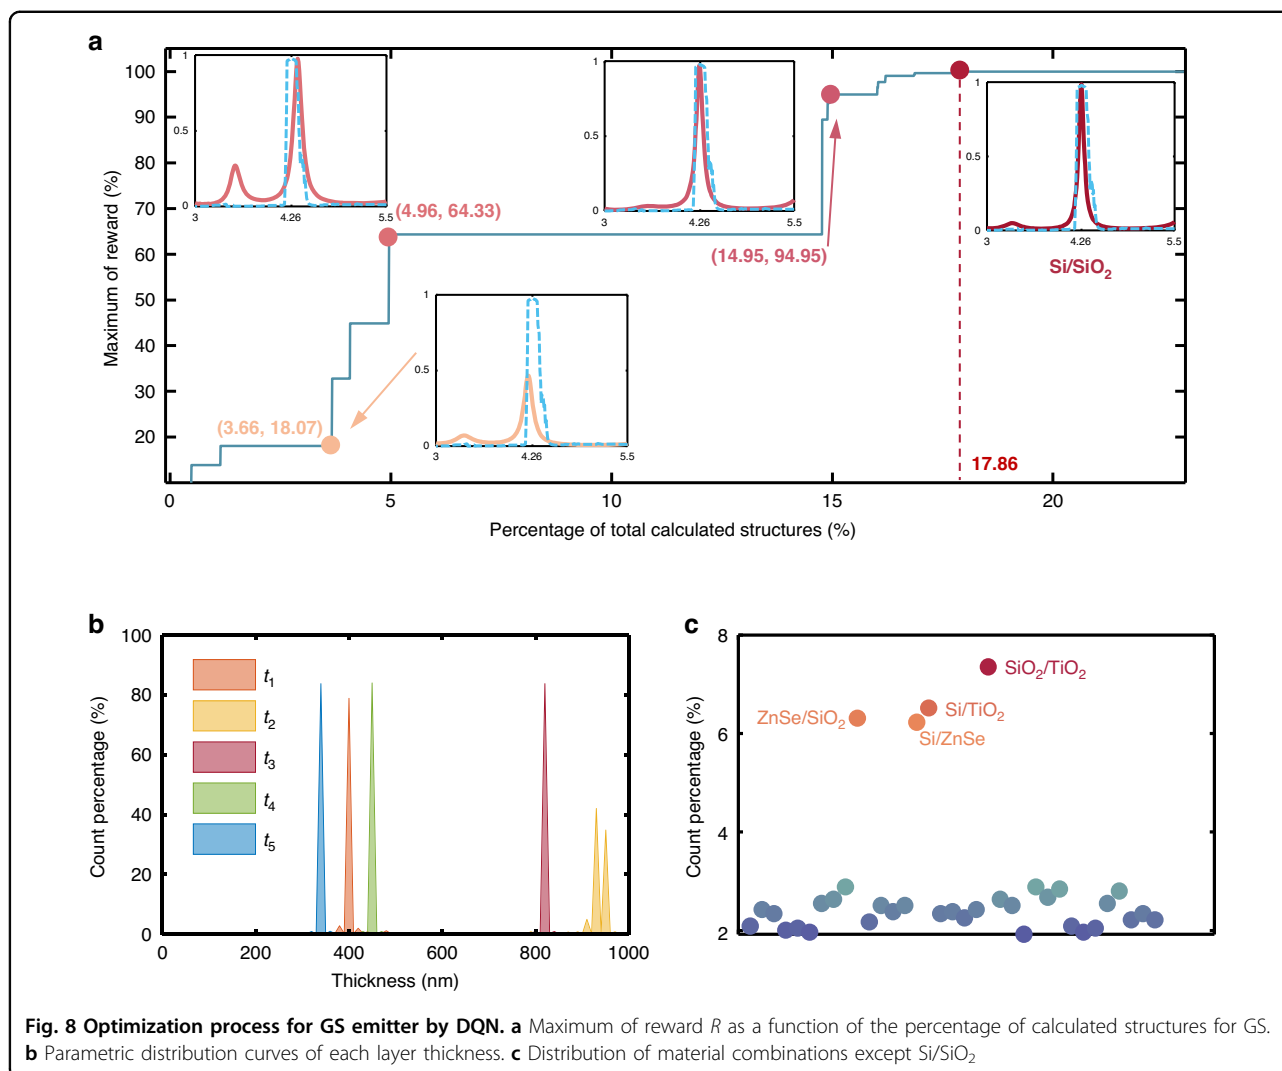 a
Maximum of reward (%)
100
90
80
70
60
50
40
30
20
1
0.5
0
3
4.26
5.5
(4.96, 64.33)
1
0.5
0
3
4.26
5.5
(14.95, 94.95)
1
0.5
0
3
4.26
5.5
Si/SiO2
1
0.5
0
3
4.26
5.5
(3.66, 18.07)
17.86
0
5
10
15
20
Percentage of total calculated structures (%)
b
Count percentage (%)
100
80
60
40
20
0
t1
t2
t3
t4
t5
0
200
400
600
800
1000
Thickness (nm)
c
Count percentage (%)
8
6
4
2
SiO2/TiO2
ZnSe/SiO2
Si/TiO2
Si/ZnSe
Fig. 8 Optimization process for GS emitter by DQN. a Maximum of reward R as a function of the percentage of calculated structures for GS.
b Parametric distribution curves of each layer thickness. c Distribution of material combinations except Si/SiO2